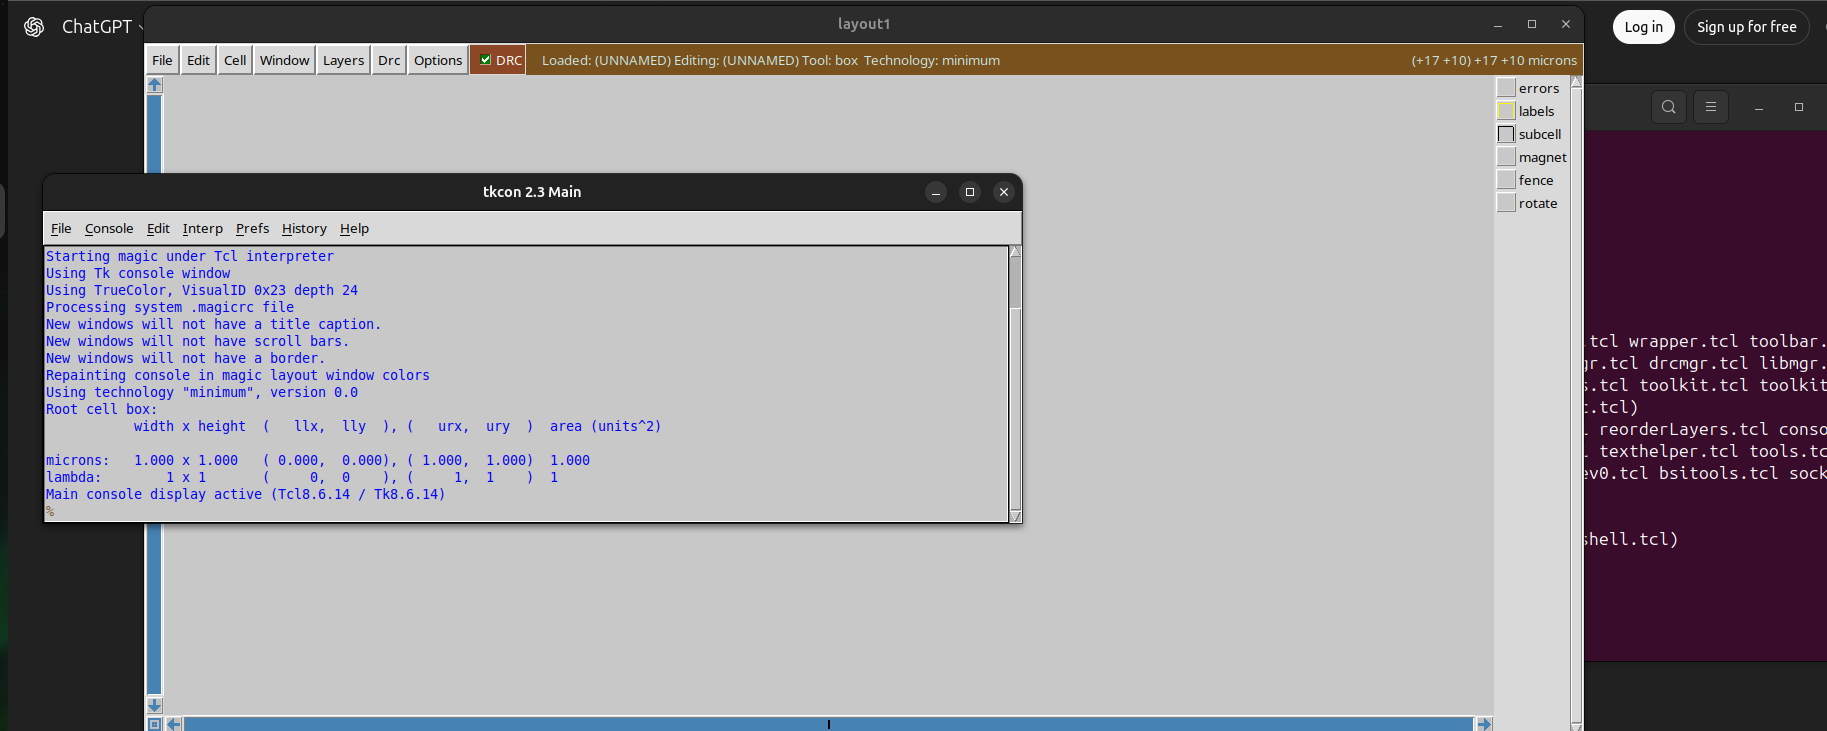 ChatGPT
layout1
Log in
Sign up for free
File Edit Cell Window Layers Drc Options DRC Loaded: (UNNAMED) Editing: (UNNAMED) Tool: box Technology: minimum (+17 +10) +17 +10 microns
errors
labels
subcell
magnet
fence
rotate
tkcon 2.3 Main
File Console Edit Interp Prefs History Help
Starting magic under Tcl interpreter
Using Tk console window
Using TrueColor, VisualID 0x23 depth 24
Processing system .magicrc file
New windows will not have a title caption.
New windows will not have scroll bars.
New windows will not have a border.
Repainting console in magic layout window colors
Using technology "minimum", version 0.0
Root cell box:
width x height ( llx, lly ), ( urx, ury ) area (units^2)
microns: 1.000 x 1.000 ( 0.000, 0.000), ( 1.000, 1.000) 1.000
lambda: 1 x 1 ( 0, 0 ), ( 1, 1 ) 1
Main console display active (Tcl8.6.14 / Tk8.6.14)
%
.tcl wrapper.tcl toolbar.
gr.tcl drcmgr.tcl libmgr.
s.tcl toolkit.tcl toolkit
t.tcl)
reorderLayers.tcl conso
texthelper.tcl tools.tc
ev0.tcl bsitools.tcl sock
shell.tcl)